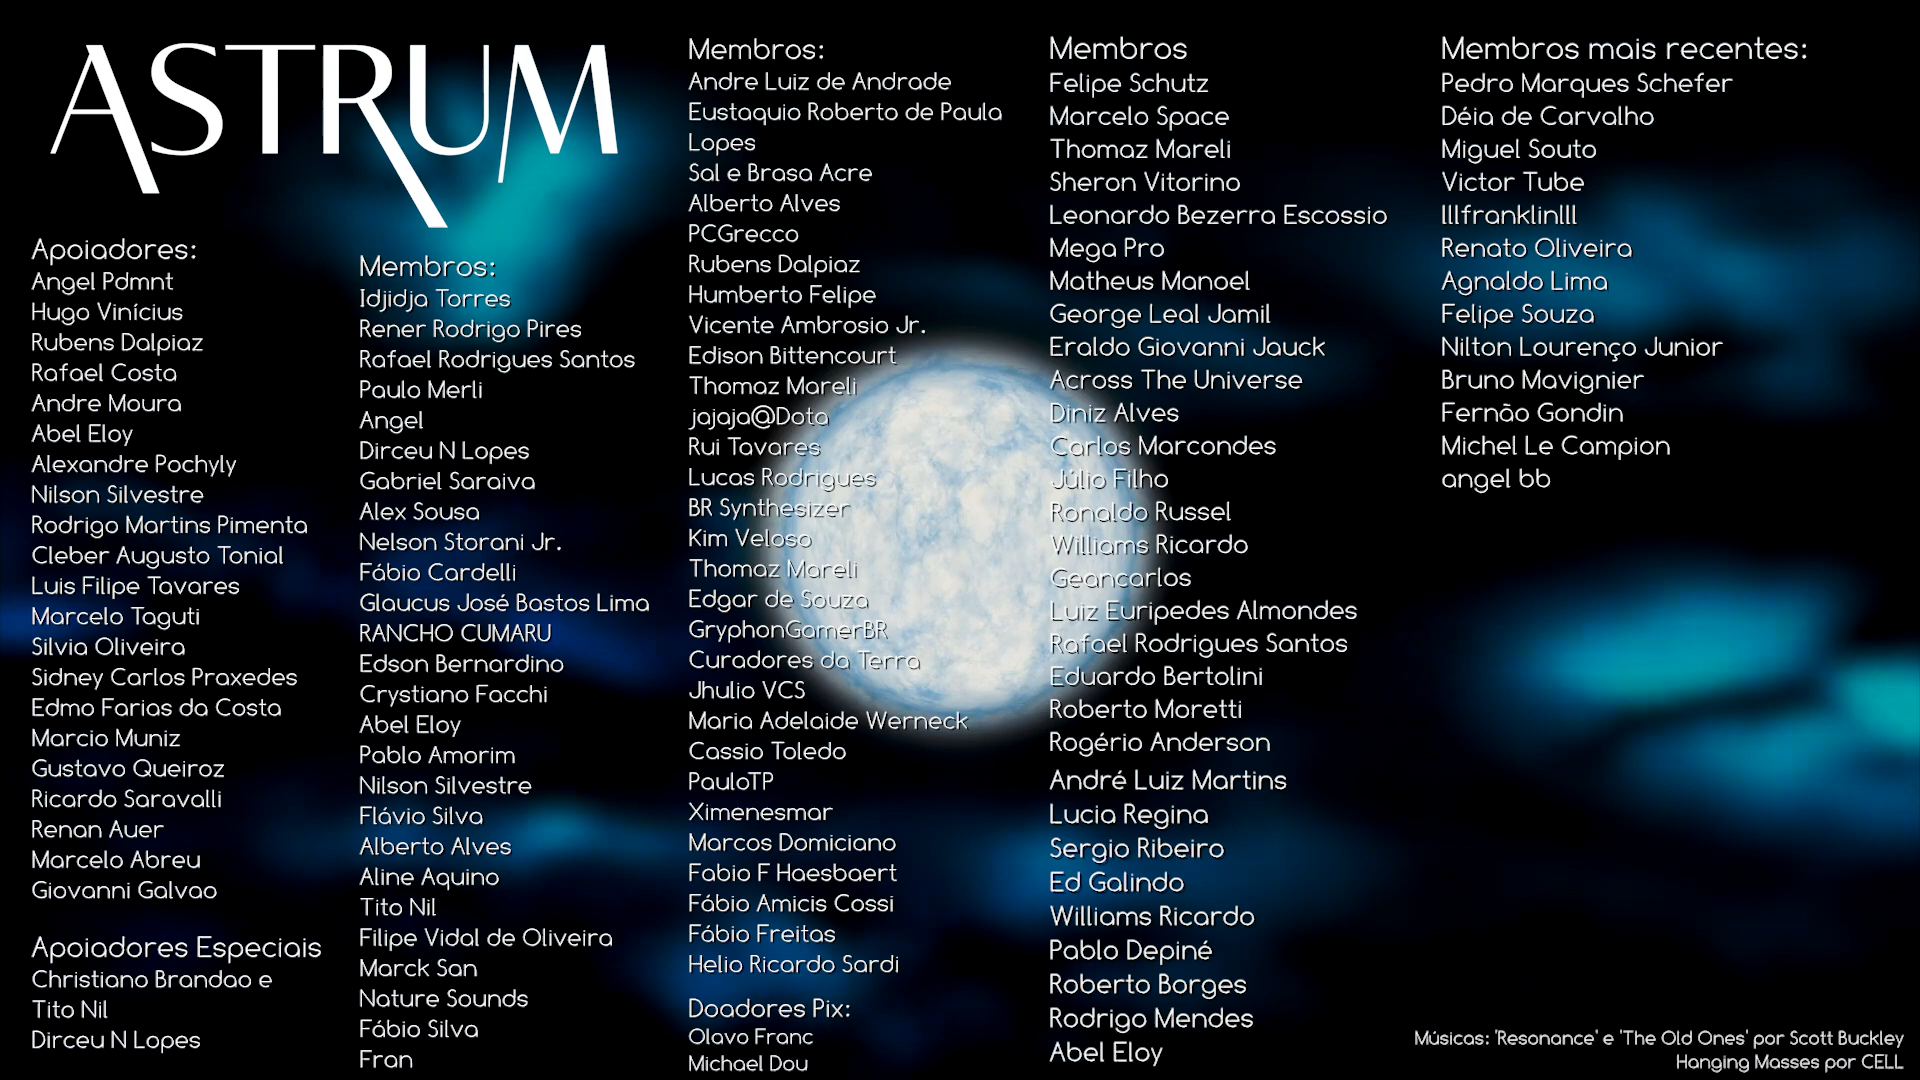 ASTRUM
Apoiadores:
Angel Pdmnt
Hugo Vinícius
Rubens Dalpiaz
Rafael Costa
Andre Moura
Abel Eloy
Alexandre Pochyly
Nilson Silvestre
Rodrigo Martins Pimenta
Cleber Augusto Tonial
Luis Filipe Tavares
Marcelo Taguti
Silvia Oliveira
Sidney Carlos Praxedes
Edmo Farias da Costa
Marcio Muniz
Gustavo Queiroz
Ricardo Saravalli
Renan Auer
Marcelo Abreu
Giovanni Galvao
Apoiadores Especiais
Christiano Brandao e
Tito Nil
Dirceu N Lopes
Membros:
Idjidja Torres
Rener Rodrigo Pires
Rafael Rodrigues Santos
Paulo Merli
Angel
Dirceu N Lopes
Gabriel Saraiva
Alex Sousa
Nelson Storani Jr.
Fábio Cardelli
Glaucus José Bastos Lima
RANCHO CUMARU
Edson Bernardino
Crystiano Facchi
Abel Eloy
Pablo Amorim
Nilson Silvestre
Flávio Silva
Alberto Alves
Aline Aquino
Tito Nil
Filipe Vidal de Oliveira
Marck San
Nature Sounds
Fábio Silva
Fran
Membros:
Andre Luiz de Andrade
Eustaquio Roberto de Paula
Lopes
Sal e Brasa Acre
Alberto Alves
PCGrecco
Rubens Dalpiaz
Humberto Felipe
Vicente Ambrosio Jr.
Edison Bittencourt
Thomaz Mareli
jajaja@Dota
Rui Tavares
Lucas Rodrigues
BR Synthesizer
Kim Veloso
Thomaz Mareli
Edgar de Souza
GryphonGamerBR
Curadores da Terra
Jhulio VCS
Maria Adelaide Werneck
Cassio Toledo
PauloTP
Ximenesmar
Marcos Domiciano
Fabio F Haesbaert
Fábio Amicis Cossi
Fábio Freitas
Helio Ricardo Sardi
Doadores Pix:
Olavo Franc
Michael Dou
Membros
Felipe Schutz
Marcelo Space
Thomaz Mareli
Sheron Vitorino
Leonardo Bezerra Escossio
Mega Pro
Matheus Manoel
George Leal Jamil
Eraldo Giovanni Jauck
Across The Universe
Diniz Alves
Carlos Marcondes
Júlio Filho
Ronaldo Russel
Williams Ricardo
Geancarlos
Luiz Euripedes Almondes
Rafael Rodrigues Santos
Eduardo Bertolini
Roberto Moretti
Rogério Anderson
André Luiz Martins
Lucia Regina
Sergio Ribeiro
Ed Galindo
Williams Ricardo
Pablo Depiné
Roberto Borges
Rodrigo Mendes
Abel Eloy
Membros mais recentes:
Pedro Marques Schefer
Déia de Carvalho
Miguel Souto
Victor Tube
lllfranklinlll
Renato Oliveira
Agnaldo Lima
Felipe Souza
Nilton Lourenço Junior
Bruno Mavignier
Fernão Gondin
Michel Le Campion
angel bb
Músicas: 'Resonance' e 'The Old Ones' por Scott Buckley
Hanging Masses por CELL